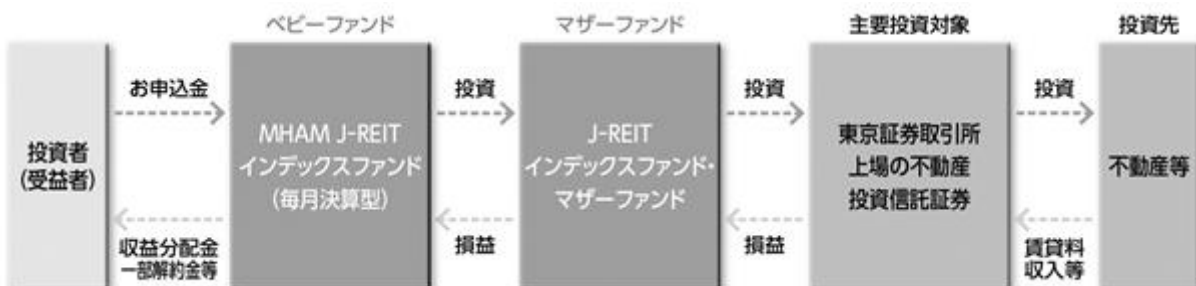 ベビーファンド
マザーファンド
主要投資対象
投資先
投資者
(受益者)
お申込金
収益分配金
一部解約金等
MHAM J-REIT
インデックスファンド
(毎月決算型)
投資
損益
J-REIT
インデックスファンド・
マザーファンド
投資
損益
東京証券取引所
上場の不動産
投資信託証券
投資
賃貸料
収入等
不動産等